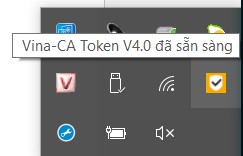 Vina-CA Token V4.0 đã sẵn sàng
V